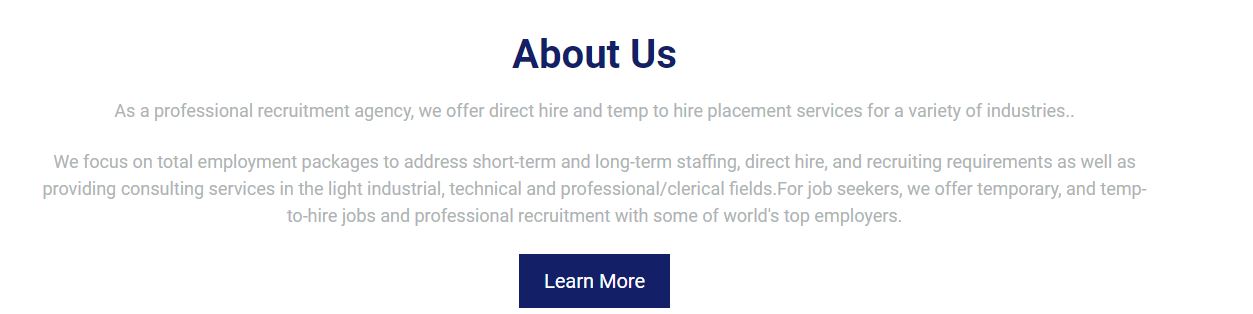 About Us
As a professional recruitment agency, we offer direct hire and temp to hire placement services for a variety of industries..
We focus on total employment packages to address short-term and long-term staffing, direct hire, and recruiting requirements as well as
providing consulting services in the light industrial, technical and professional/clerical fields.For job seekers, we offer temporary, and temp-
to-hire jobs and professional recruitment with some of world's top employers.
Learn More